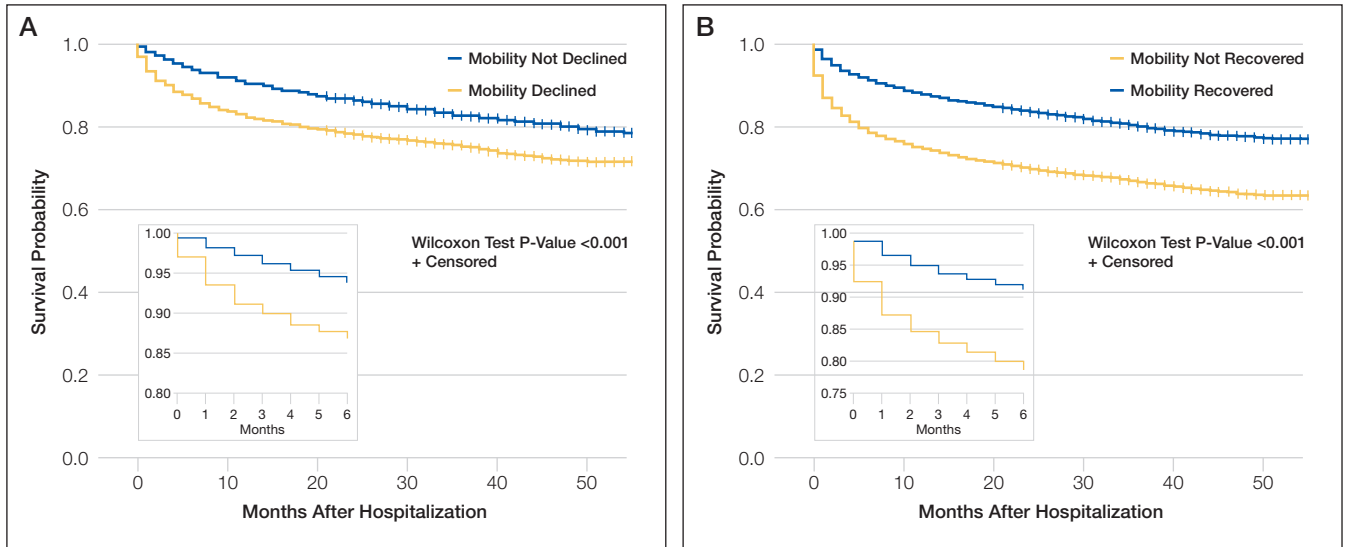 A
Survival Probability
1.0
0.8
0.6
0.4
0.2
0.0
Mobility Not Declined
Mobility Declined
Wilcoxon Test P-Value <0.001
+ Censored
1.00
0.95
0.90
0.85
0.80
0 1 2 3 4 5 6
Months
0 10 20 30 40 50
Months After Hospitalization
B
Survival Probability
1.0
0.8
0.6
0.4
0.2
0.0
Mobility Not Recovered
Mobility Recovered
Wilcoxon Test P-Value <0.001
+ Censored
1.00
0.95
0.90
0.85
0.80
0.75
0 1 2 3 4 5 6
Months
0 10 20 30 40 50
Months After Hospitalization